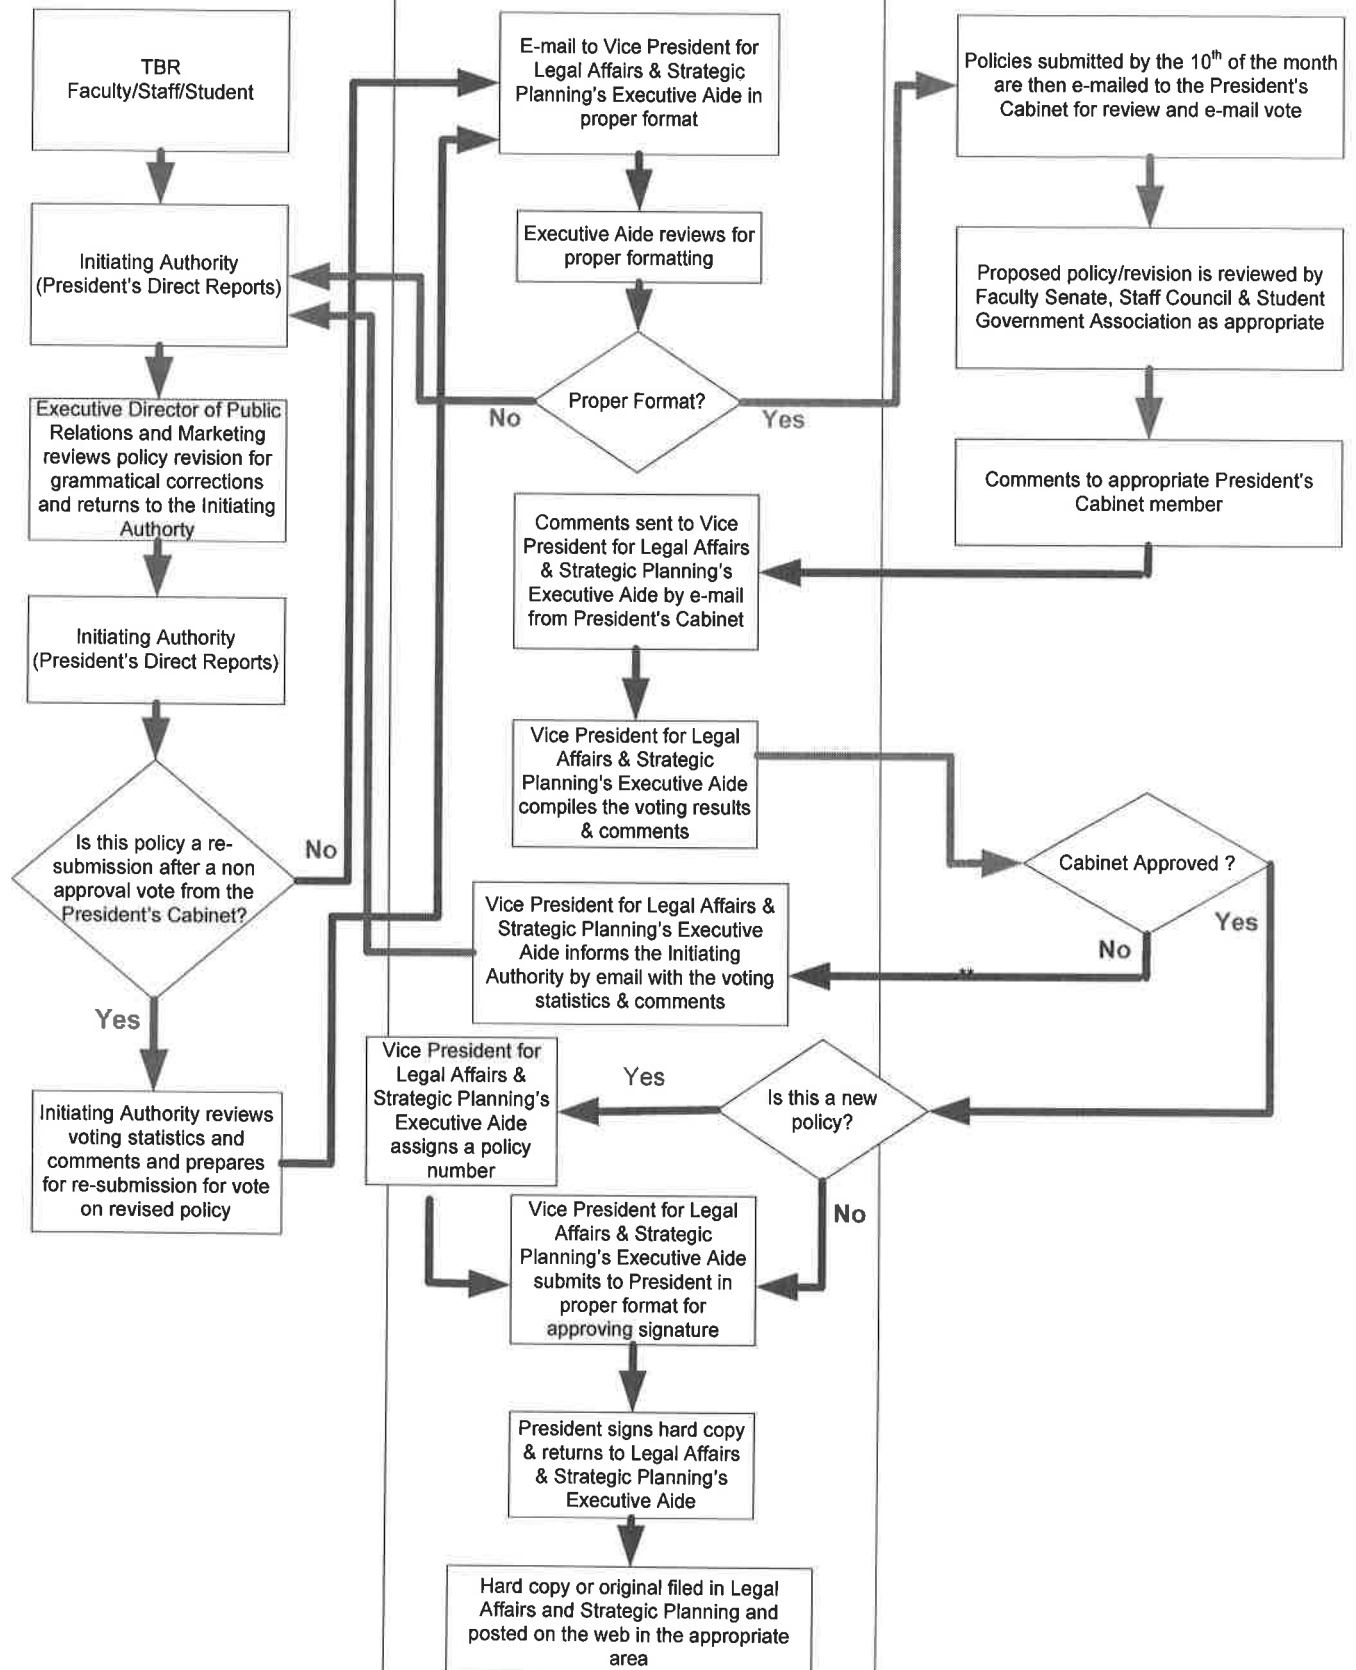 TBR
Faculty/Staff/Student
Initiating Authority
(President's Direct Reports)
Executive Director of Public
Relations and Marketing
reviews policy revision for
grammatical corrections
and returns to the Initiating
Authorty
Initiating Authority
(President's Direct Reports)
Is this policy a re-
submission after a non
approval vote from the
President's Cabinet?
No
Yes
Initiating Authority reviews
voting statistics and
comments and prepares
for re-submission for vote
on revised policy
E-mail to Vice President for
Legal Affairs & Strategic
Planning's Executive Aide in
proper format
Executive Aide reviews for
proper formatting
Proper Format?
No
Yes
Comments sent to Vice
President for Legal Affairs
& Strategic Planning's
Executive Aide by e-mail
from President's Cabinet
Vice President for Legal
Affairs & Strategic
Planning's Executive Aide
compiles the voting results
& comments
Vice President for Legal Affairs &
Strategic Planning's Executive
Aide informs the Initiating
Authority by email with the voting
statistics & comments
Vice President for
Legal Affairs &
Strategic Planning's
Executive Aide
assigns a policy
number
Yes
Is this a new
policy?
No
Vice President for Legal
Affairs & Strategic
Planning's Executive Aide
submits to President in
proper format for
approving signature
President signs hard copy
& returns to Legal Affairs
& Strategic Planning's
Executive Aide
Hard copy or original filed in Legal
Affairs and Strategic Planning and
posted on the web in the appropriate
area
Policies submitted by the 10th of the month
are then e-mailed to the President's
Cabinet for review and e-mail vote
Proposed policy/revision is reviewed by
Faculty Senate, Staff Council & Student
Government Association as appropriate
Comments to appropriate President's
Cabinet member
Cabinet Approved ?
Yes
No
**